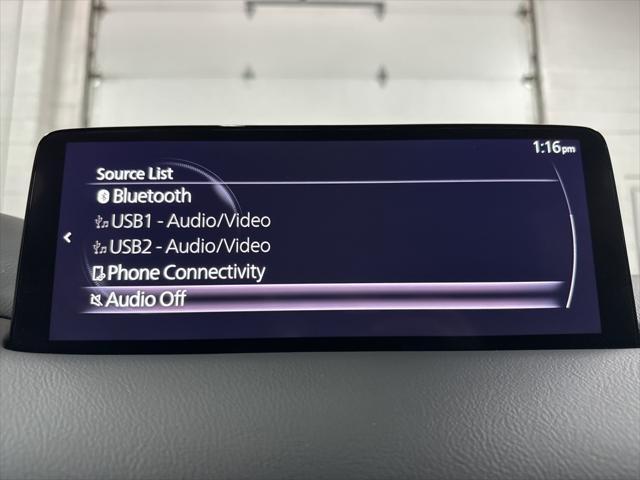 1:16pm
Source List
Bluetooth
USB1 - Audio/Video
USB2 - Audio/Video
Phone Connectivity
Audio Off